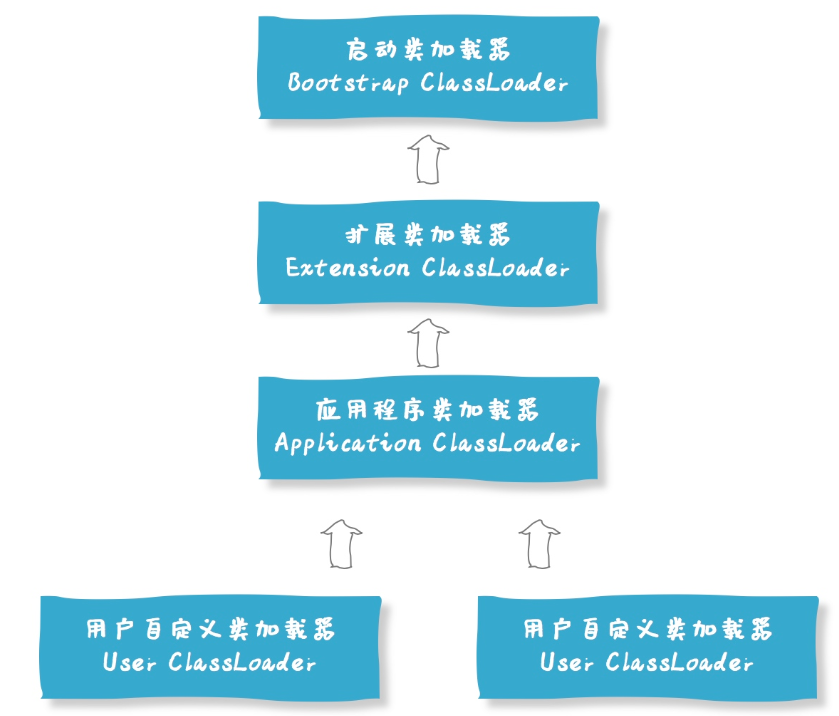 启动类加载器
Bootstrap ClassLoader
扩展类加载器
Extension ClassLoader
应用程序类加载器
Application ClassLoader
用户自定义类加载器
User ClassLoader
用户自定义类加载器
User ClassLoader